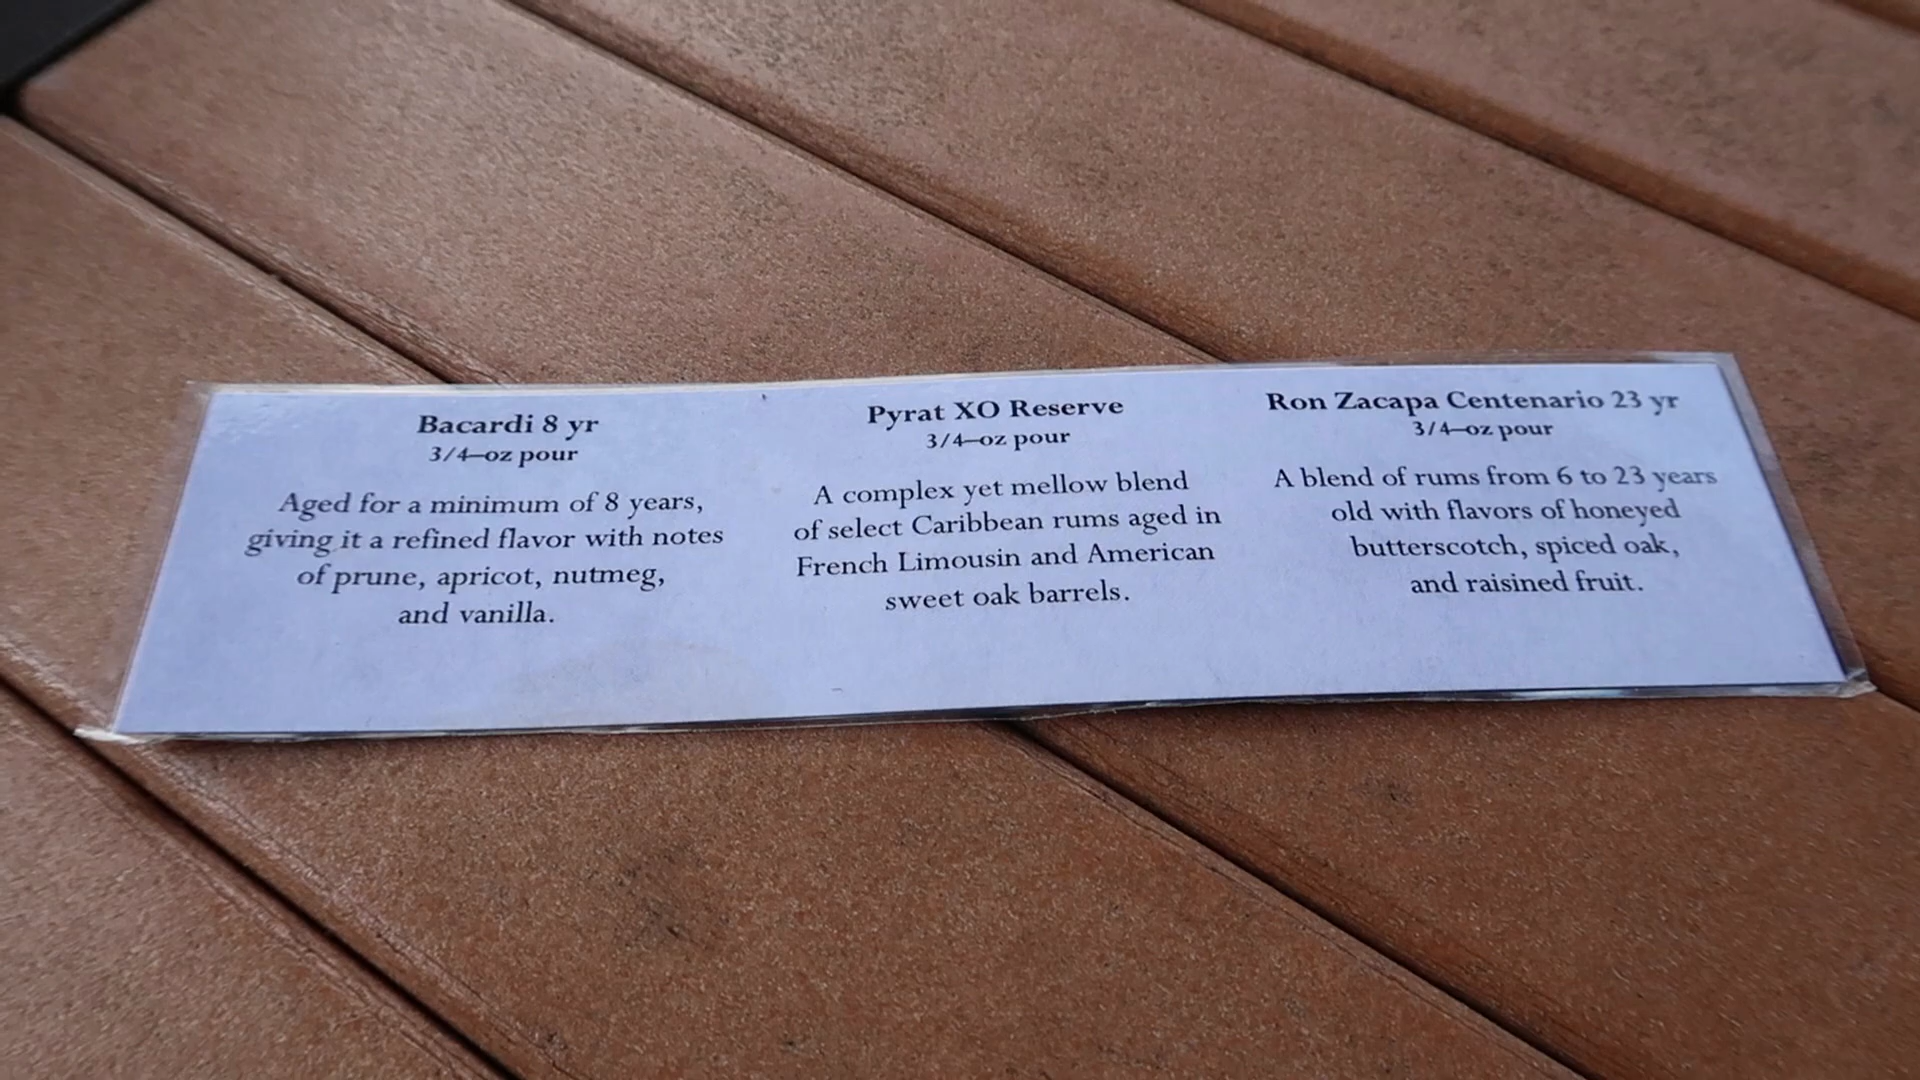 Bacardi 8 yr
3/4–oz pour
Aged for a minimum of 8 years,
giving it a refined flavor with notes
of prune, apricot, nutmeg,
and vanilla.
Pyrat XO Reserve
3/4–oz pour
A complex yet mellow blend
of select Caribbean rums aged in
French Limousin and American
sweet oak barrels.
Ron Zacapa Centenario 23 yr
3/4–oz pour
A blend of rums from 6 to 23 years
old with flavors of honeyed
butterscotch, spiced oak,
and raisined fruit.